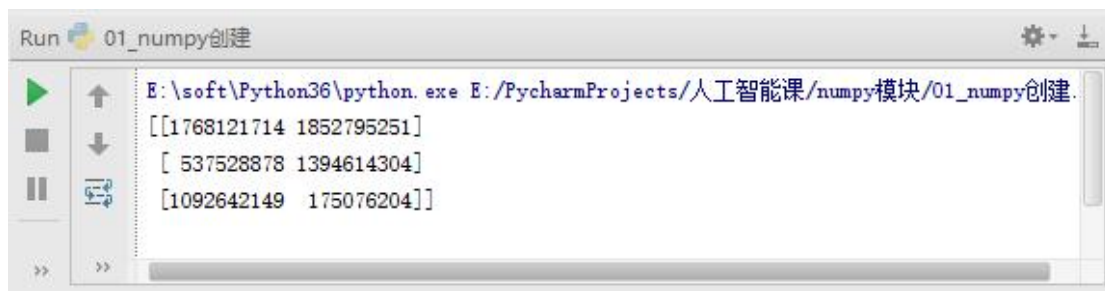 Run 01_numpy创建
E:\soft\Python36\python.exe E:/PycharmProjects/人工智能课/numpy模块/01_numpy创建.
[[1768121714 1852795251]
 [ 537528878 1394614304]
 [1092642149  175076204]]